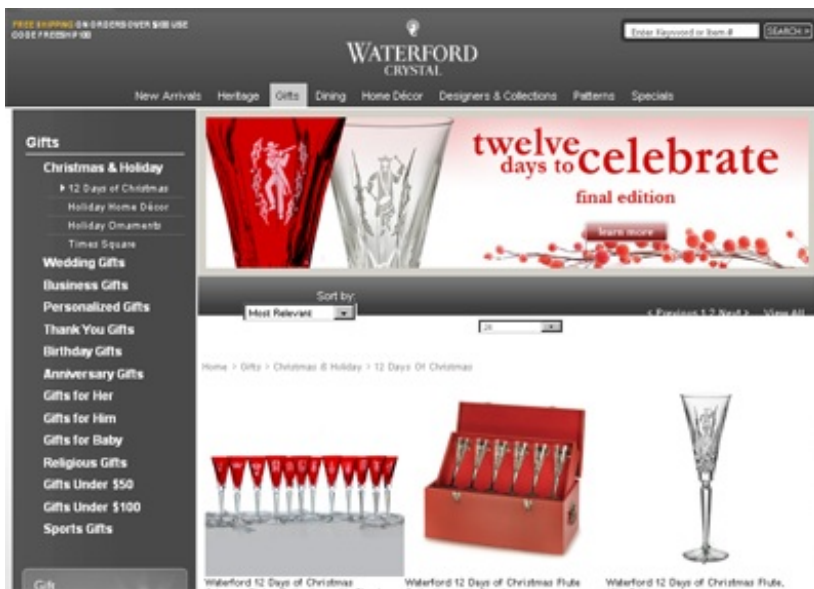 FREE SHIPPING ON ORDERS OVER $100 USE
CODE FREESHIP100
WATERFORD
CRYSTAL
Enter Keyword or Item #
SEARCH >
New Arrivals Heritage Gifts Dining Home Décor Designers & Collections Patterns Specials
Gifts
Christmas & Holiday
12 Days of Christmas
Holiday Home Décor
Holiday Ornaments
Times Square
Wedding Gifts
Business Gifts
Personalized Gifts
Thank You Gifts
Birthday Gifts
Anniversary Gifts
Gifts for Her
Gifts for Him
Gifts for Baby
Religious Gifts
Gifts Under $50
Gifts Under $100
Sports Gifts
Gift
twelve
days to celebrate
final edition
learn more
Sort by:
Most Relevant
< Previous 1 2 Next > View All
Home > Gifts > Christmas & Holiday > 12 Days Of Christmas
Waterford 12 Days of Christmas
Waterford 12 Days of Christmas Flute
Waterford 12 Days of Christmas Flute,